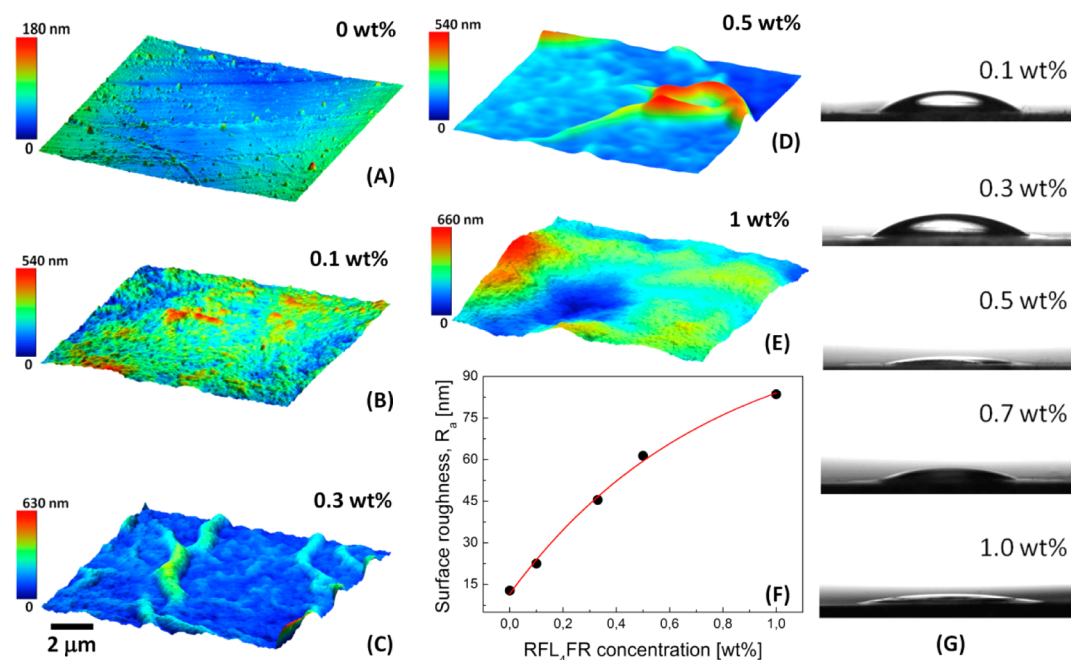 180 nm
0 wt%
0
(A)
540 nm
0.1 wt%
0
(B)
630 nm
0.3 wt%
0
2 μm
(C)
540 nm
0.5 wt%
0
(D)
660 nm
1 wt%
0
(E)
90
75
60
45
30
15
Surface roughness, Rₐ [nm]
(F)
0,0 0,2 0,4 0,6 0,8 1,0
RFL₄FR concentration [wt%]
0.1 wt%
0.3 wt%
0.5 wt%
0.7 wt%
1.0 wt%
(G)